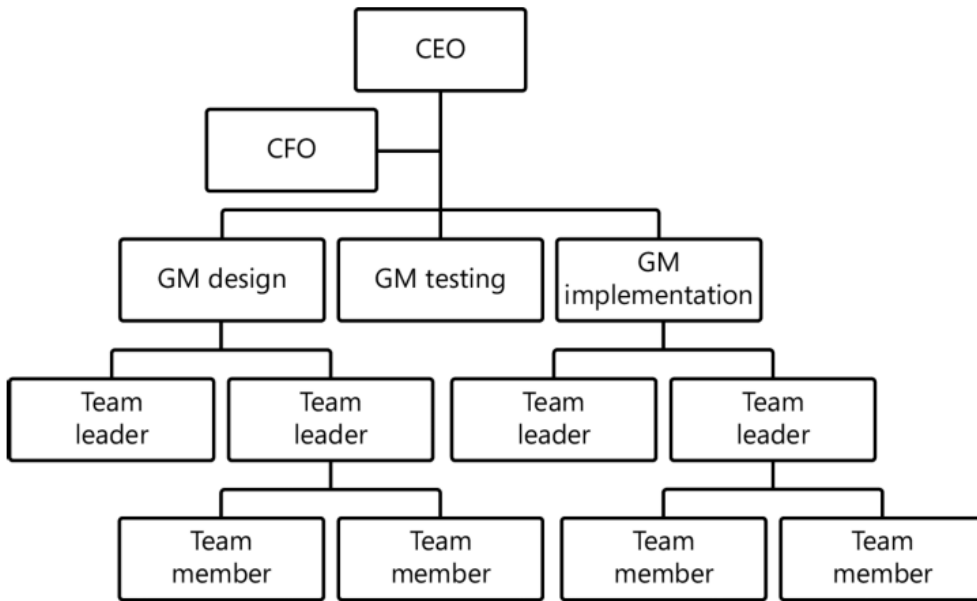 CEO
CFO
GM design
GM testing
GM
implementation
Team
leader
Team
leader
Team
leader
Team
leader
Team
member
Team
member
Team
member
Team
member